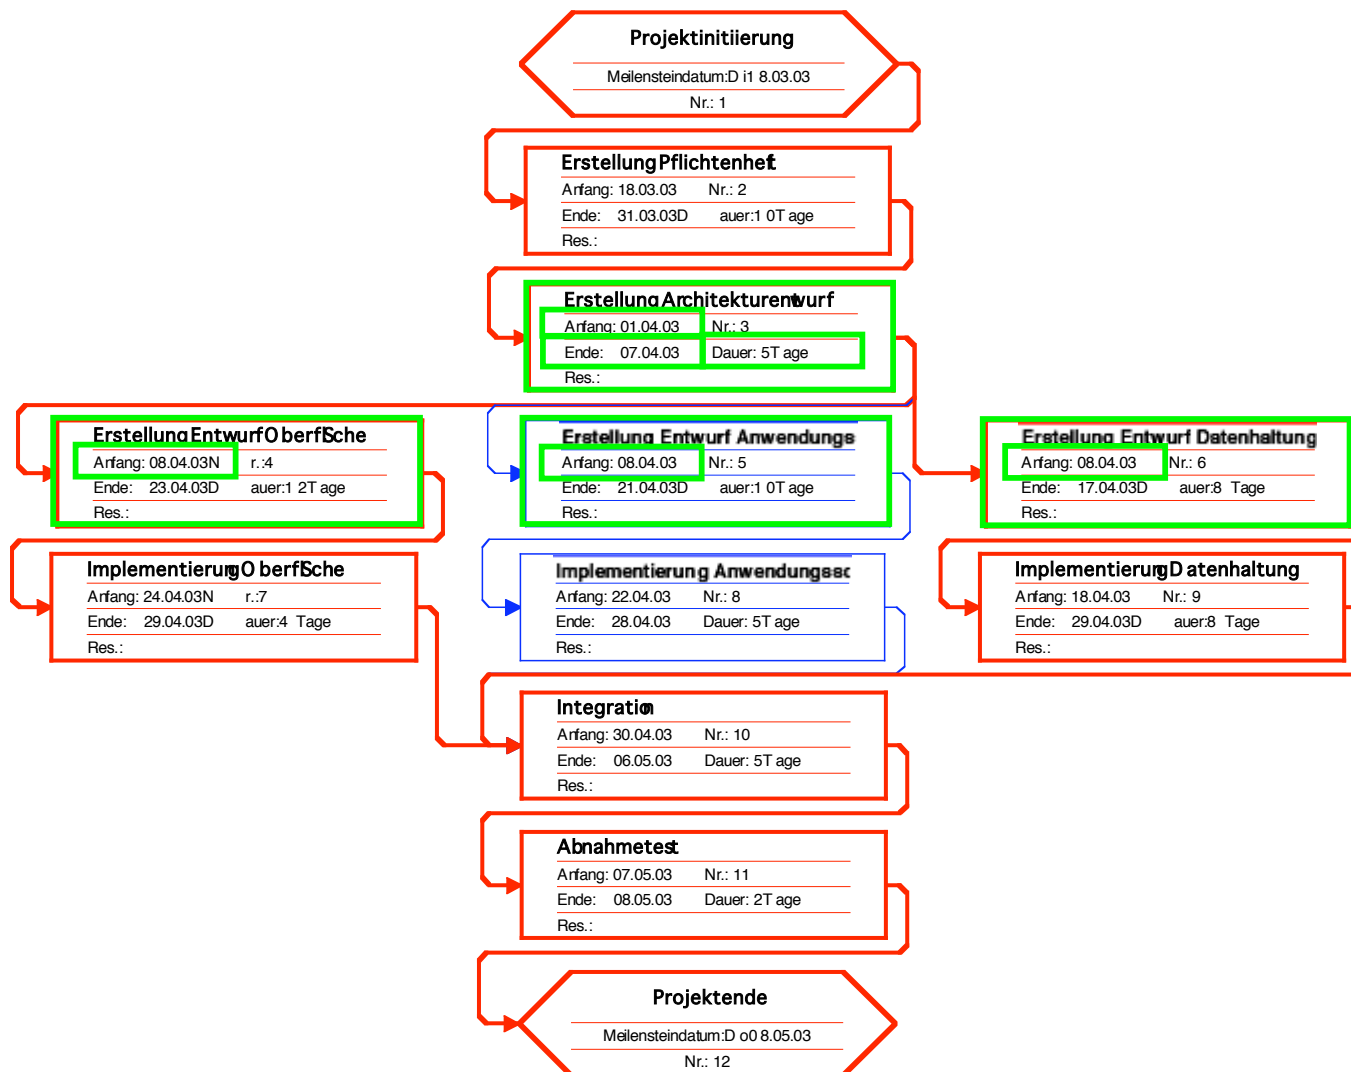 Projektinitiierung
Meilensteindatum:D i1 8.03.03
Nr.: 1
Erstellung Pflichtenheft
Anfang: 18.03.03 Nr.: 2
Ende: 31.03.03D auer:1 0T age
Res.:
Erstellung Architekturentwurf
Anfang: 01.04.03 Nr.: 3
Ende: 07.04.03 Dauer: 5T age
Res.:
Erstellung Entwurf O berflSche
Anfang: 08.04.03N r.:4
Ende: 23.04.03D auer:1 2T age
Res.:
Erstellung Entwurf Anwendungs
Anfang: 08.04.03 Nr.: 5
Ende: 21.04.03D auer:1 0T age
Res.:
Erstellung Entwurf Datenhaltung
Anfang: 08.04.03 Nr.: 6
Ende: 17.04.03D auer:8 Tage
Res.:
Implementierung O berflSche
Anfang: 24.04.03N r.:7
Ende: 29.04.03D auer:4 Tage
Res.:
Implementierung Anwendungssc
Anfang: 22.04.03 Nr.: 8
Ende: 28.04.03 Dauer: 5T age
Res.:
Implementierung D atenhaltung
Anfang: 18.04.03 Nr.: 9
Ende: 29.04.03D auer:8 Tage
Res.:
Integration
Anfang: 30.04.03 Nr.: 10
Ende: 06.05.03 Dauer: 5T age
Res.:
Abnahmetest
Anfang: 07.05.03 Nr.: 11
Ende: 08.05.03 Dauer: 2T age
Res.:
Projektende
Meilensteindatum:D o0 8.05.03
Nr.: 12